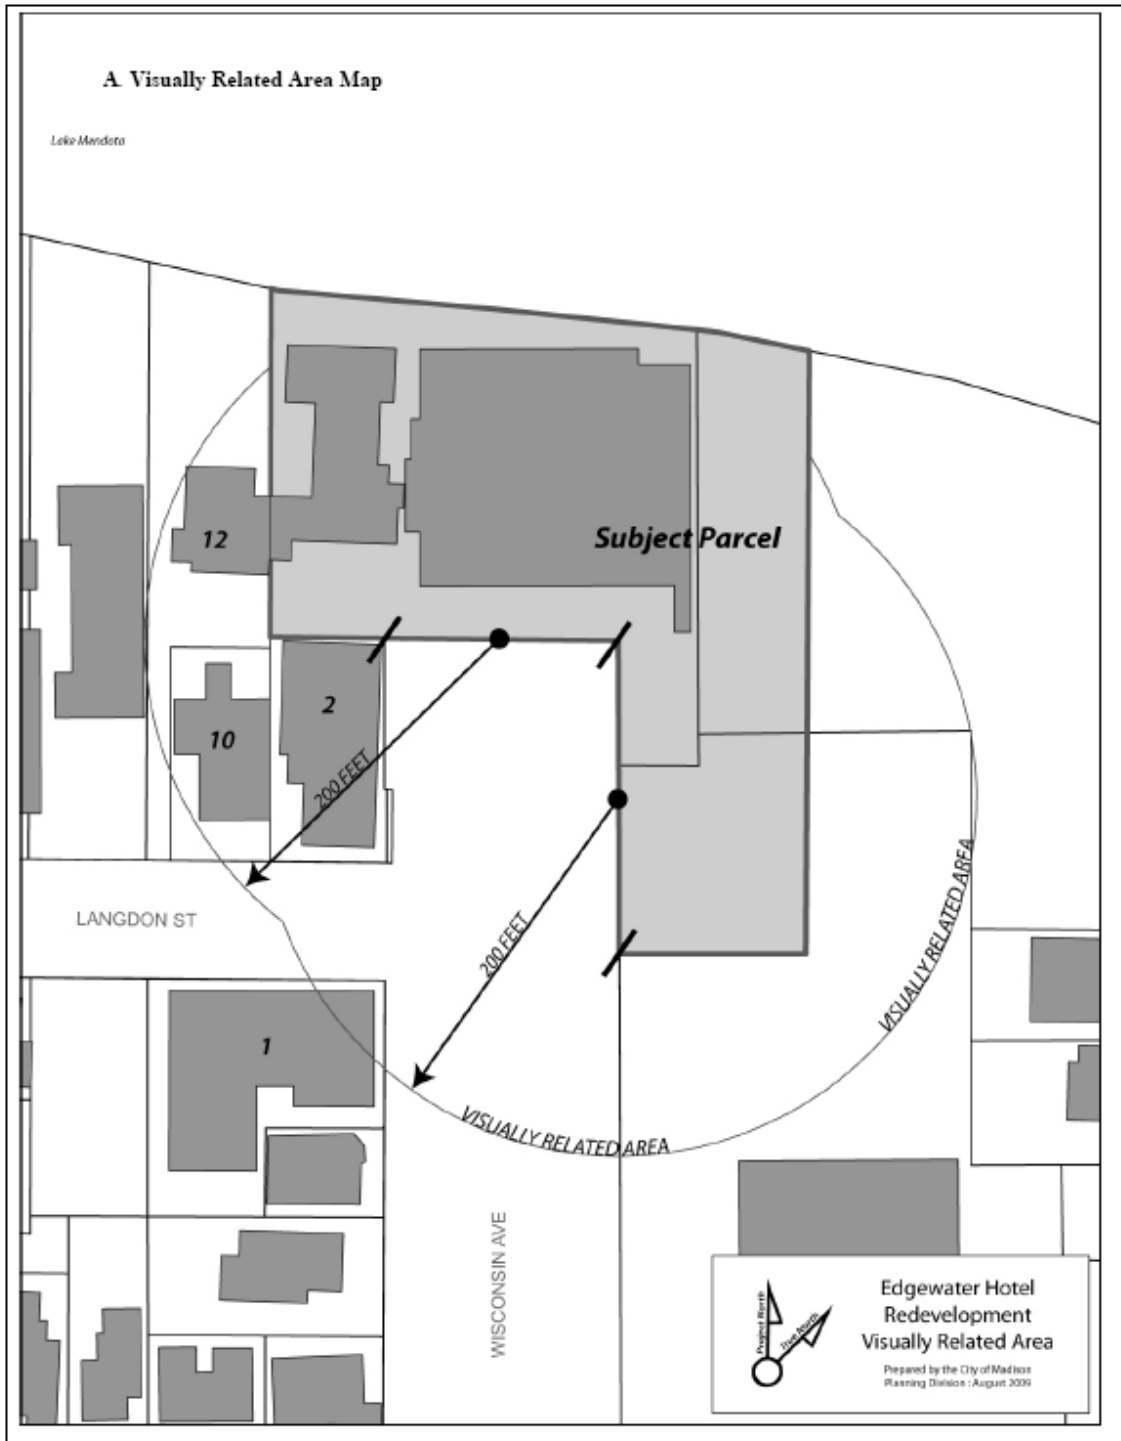 A. Visually Related Area Map
Lake Mendota
12
Subject Parcel
2
10
200 FEET
200 FEET
LANGDON ST
VISUALLY RELATED AREA
1
VISUALLY RELATED AREA
WISCONSIN AVE
Project North
True North
Edgewater Hotel
Redevelopment
Visually Related Area
Prepared by the City of Madison
Planning Division : August 2009